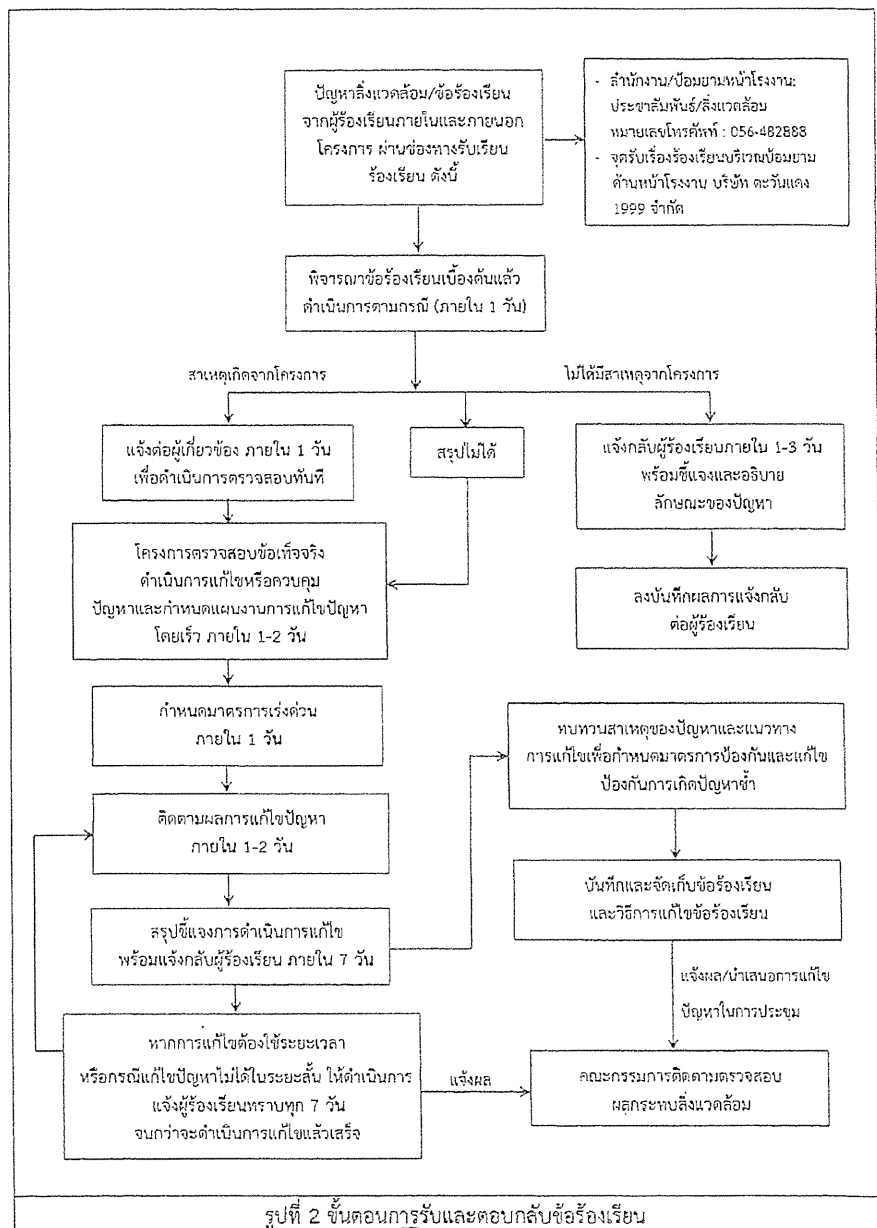 ปัญหาสิ่งแวดล้อม/ข้อร้องเรียน
จากผู้ร้องเรียนภายในและภายนอก
โครงการ ผ่านช่องทางรับเรียน
ร้องเรียน ดังนี้
- สำนักงาน/ป้อมยามหน้าโรงงาน:
ประชาสัมพันธ์/สิ่งแวดล้อม
หมายเลขโทรศัพท์ : 056-482888
- จุดรับเรื่องร้องเรียนบริเวณป้อมยาม
ด้านหน้าโรงงาน บริษัท ตะวันแดง
1999 จำกัด
พิจารณาข้อร้องเรียนเบื้องต้นแล้ว
ดำเนินการตามกรณี (ภายใน 1 วัน)
สาเหตุเกิดจากโครงการ
ไม่ได้มีสาเหตุจากโครงการ
แจ้งต่อผู้เกี่ยวข้อง ภายใน 1 วัน
เพื่อดำเนินการตรวจสอบทันที
สรุปไม่ได้
แจ้งกลับผู้ร้องเรียนภายใน 1-3 วัน
พร้อมชี้แจงและอธิบาย
ลักษณะของปัญหา
โครงการตรวจสอบข้อเท็จจริง
ดำเนินการแก้ไขหรือควบคุม
ปัญหาและกำหนดแผนงานการแก้ไขปัญหา
โดยเร็ว ภายใน 1-2 วัน
ลงบันทึกผลการแจ้งกลับ
ต่อผู้ร้องเรียน
กำหนดมาตรการเร่งด่วน
ภายใน 1 วัน
ทบทวนสาเหตุของปัญหาและแนวทาง
การแก้ไขเพื่อกำหนดมาตรการป้องกันและแก้ไข
ป้องกันการเกิดปัญหาซ้ำ
ติดตามผลการแก้ไขปัญหา
ภายใน 1-2 วัน
บันทึกและจัดเก็บข้อร้องเรียน
และวิธีการแก้ไขข้อร้องเรียน
สรุปชี้แจงการดำเนินการแก้ไข
พร้อมแจ้งกลับผู้ร้องเรียน ภายใน 7 วัน
แจ้งผล/นำเสนอการแก้ไข
ปัญหาในการประชุม
หากการแก้ไขต้องใช้ระยะเวลา
หรือกรณีแก้ไขปัญหาไม่ได้ในระยะสั้น ให้ดำเนินการ
แจ้งผู้ร้องเรียนทราบทุก 7 วัน
จนกว่าจะดำเนินการแก้ไขแล้วเสร็จ
แจ้งผล
คณะกรรมการติดตามตรวจสอบ
ผลกระทบสิ่งแวดล้อม
รูปที่ 2 ขั้นตอนการรับและตอบกลับข้อร้องเรียน